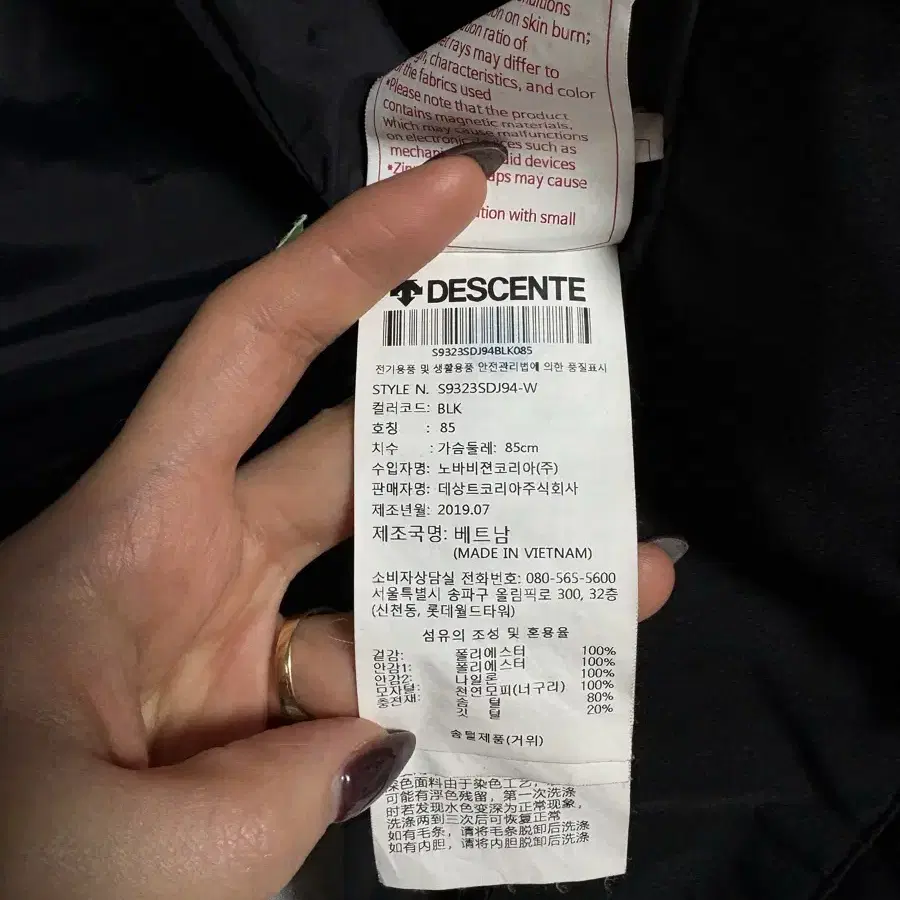 on skin burn;
ratio of
rays may differ to
characteristics, and color
of the fabrics used
•Please note that the product
contains magnetic materials,
which may cause malfunctions
on electronic such as
devices
may cause
with small
DESCENTE
S9323SDJ94BLK085
전기용품 및 생활용품 안전관리법에 의한 품질표시
STYLE N. S9323SDJ94-W
컬러코드: BLK
호칭 : 85
치수 : 가슴둘레: 85cm
수입자명: 노바비젼코리아(주)
판매자명: 데상트코리아주식회사
제조년월: 2019.07
제조국명: 베트남
(MADE IN VIETNAM)
소비자상담실 전화번호: 080-565-5600
서울특별시 송파구 올림픽로 300, 32층
(신천동, 롯데월드타워)
섬유의 조성 및 혼용율
겉감: 폴리에스터 100%
안감1: 폴리에스터 100%
안감2: 나일론 100%
모자털: 천연모피(너구리) 100%
충전재: 솜 털 80%
깃 털 20%
솜털제품(거위)
深色面料由于染色工艺,
可能有浮色残留，第一次洗涤
时若发现水色变深为正常现象,
洗涤两到三次后可恢复正常
如有毛条，请将毛条脱卸后洗涤
如有内胆，请将内胆脱卸后洗涤